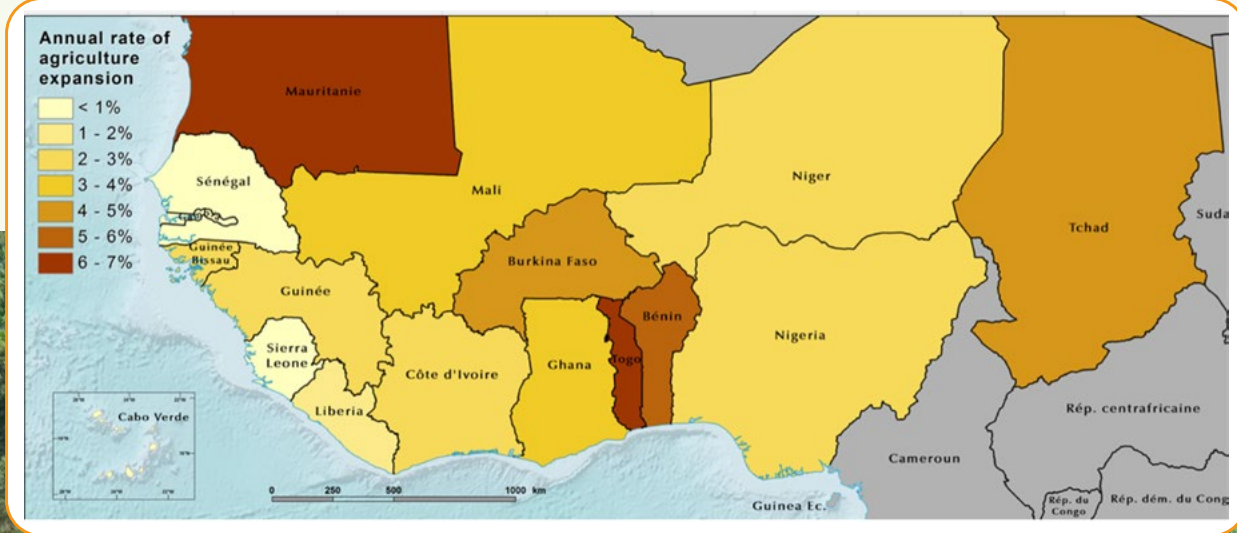 Annual rate of
agriculture
expansion
< 1%
1 - 2%
2 - 3%
3 - 4%
4 - 5%
5 - 6%
6 - 7%
Mauritanie
Sénégal
Mali
Niger
Tchad
Suda
Guinée
Bissau
Burkina Faso
Guinée
Bénin
Nigeria
Sierra
Leone
Côte d'Ivoire
Ghana
Togo
Liberia
Cabo Verde
Rép. centrafricaine
Cameroun
0 250 500 1000 km
Guinea Ec.
Rép. du
Congo
Rép. dém. du Cong